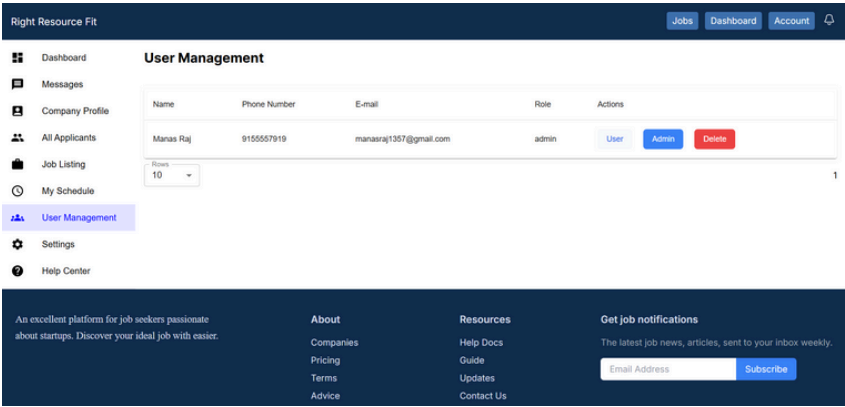 Right Resource Fit
Jobs Dashboard Account
Dashboard
Messages
Company Profile
All Applicants
Job Listing
My Schedule
User Management
Settings
Help Center
User Management
Name Phone Number E-mail Role Actions
Manas Raj 9155557919 manasraj1357@gmail.com admin User Admin Delete
Rows
10
1
An excellent platform for job seekers passionate
about startups. Discover your ideal job with easier.
About
Companies
Pricing
Terms
Advice
Resources
Help Docs
Guide
Updates
Contact Us
Get job notifications
The latest job news, articles, sent to your inbox weekly.
Email Address Subscribe